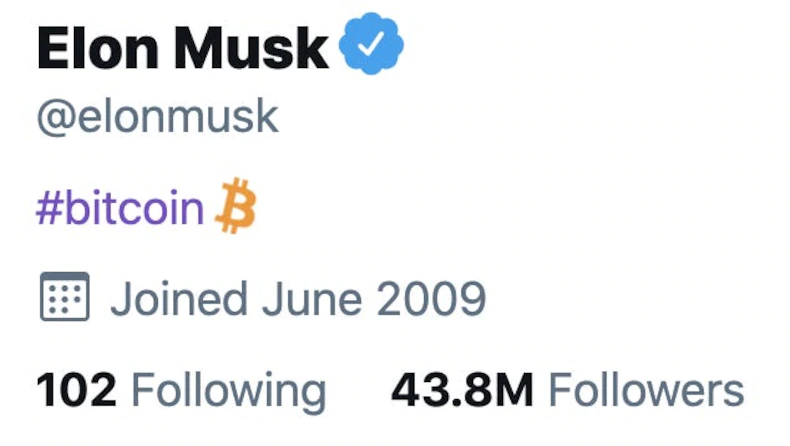 Elon Musk
@elonmusk
#bitcoin
Joined June 2009
102 Following 43.8M Followers